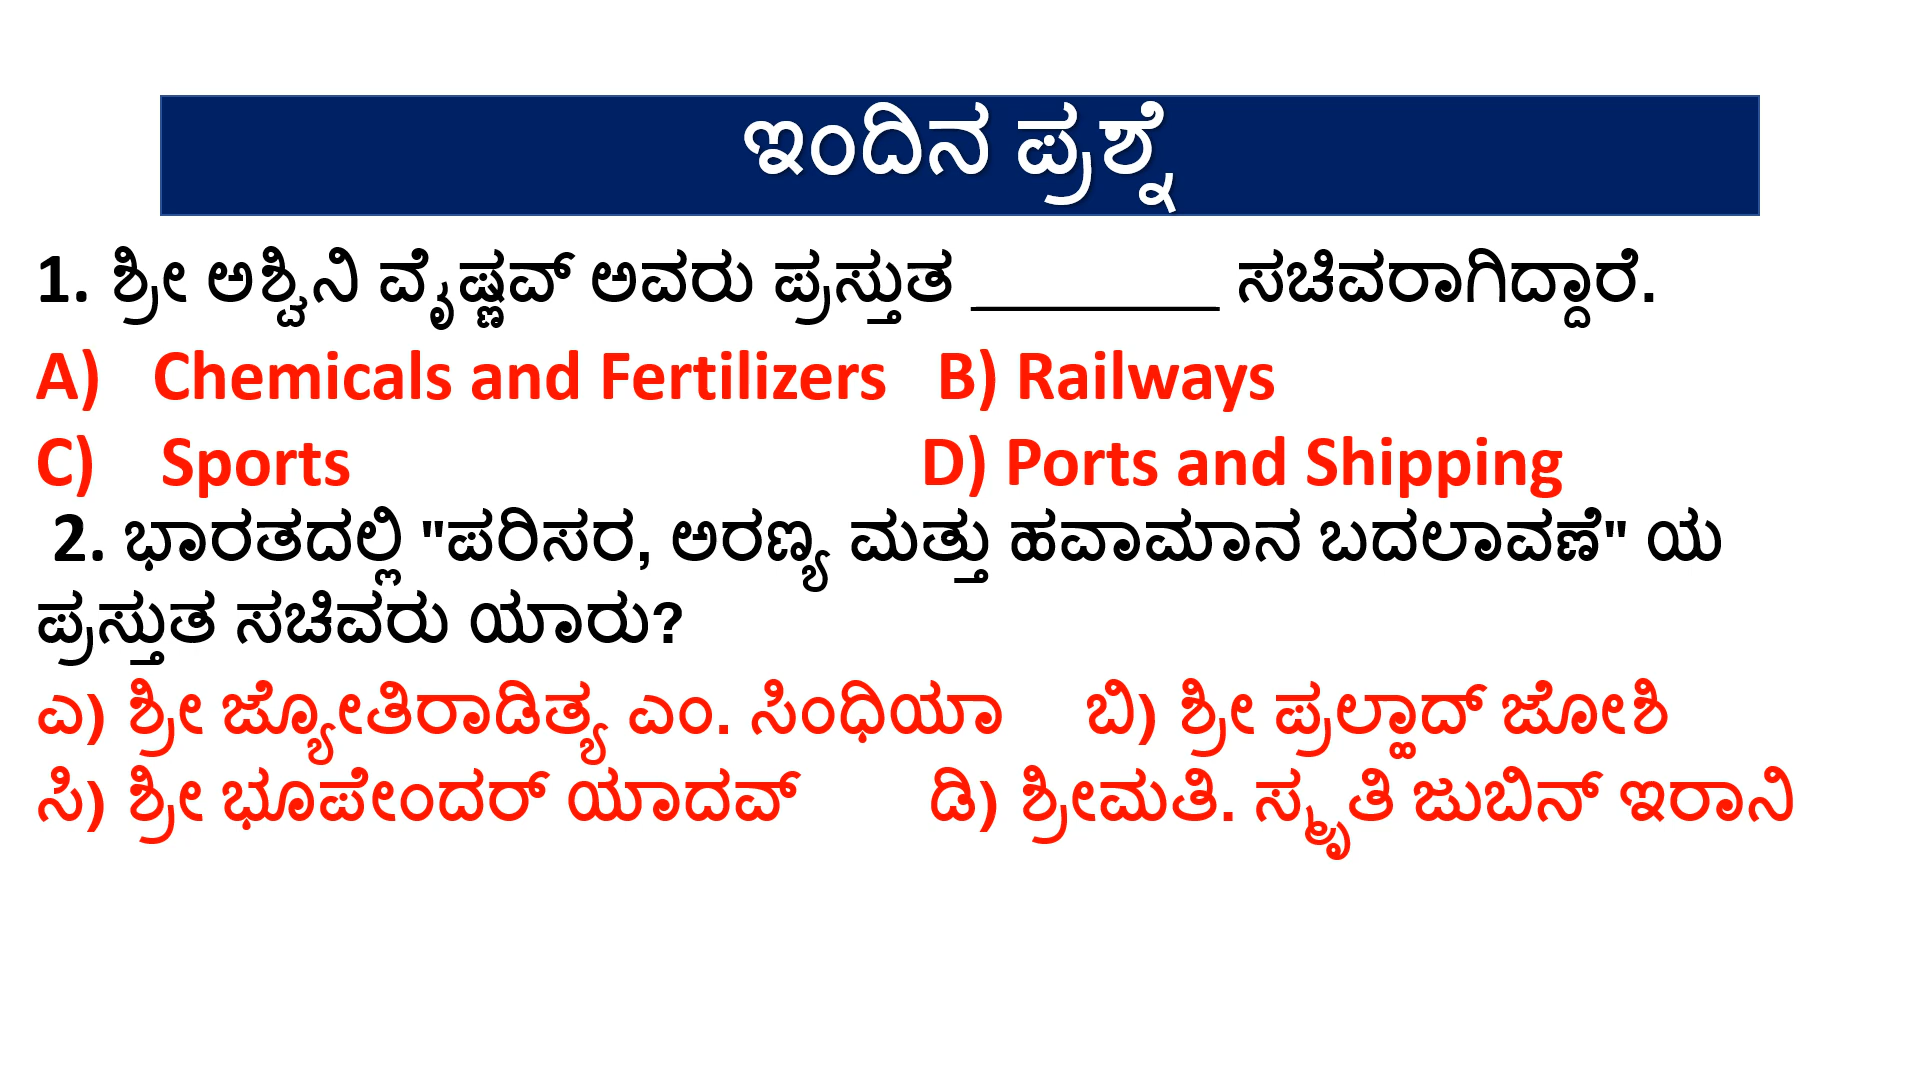 ಇಂದಿನ ಪ್ರಶ್ನೆ
1. ಶ್ರೀ ಅಶ್ವಿನಿ ವೈಷ್ಣವ್ ಅವರು ಪ್ರಸ್ತುತ ________ ಸಚಿವರಾಗಿದ್ದಾರೆ.
A) Chemicals and Fertilizers B) Railways
C) Sports D) Ports and Shipping
2. ಭಾರತದಲ್ಲಿ "ಪರಿಸರ, ಅರಣ್ಯ ಮತ್ತು ಹವಾಮಾನ ಬದಲಾವಣೆ" ಯ
ಪ್ರಸ್ತುತ ಸಚಿವರು ಯಾರು?
ಎ) ಶ್ರೀ ಜ್ಯೋತಿರಾಡಿತ್ಯ ಎಂ. ಸಿಂಧಿಯಾ ಬಿ) ಶ್ರೀ ಪ್ರಲ್ಹಾದ್ ಜೋಶಿ
ಸಿ) ಶ್ರೀ ಭೂಪೇಂದರ್ ಯಾದವ್ ಡಿ) ಶ್ರೀಮತಿ. ಸ್ಮ್ರೃತಿ ಜುಬಿನ್ ಇರಾನಿ